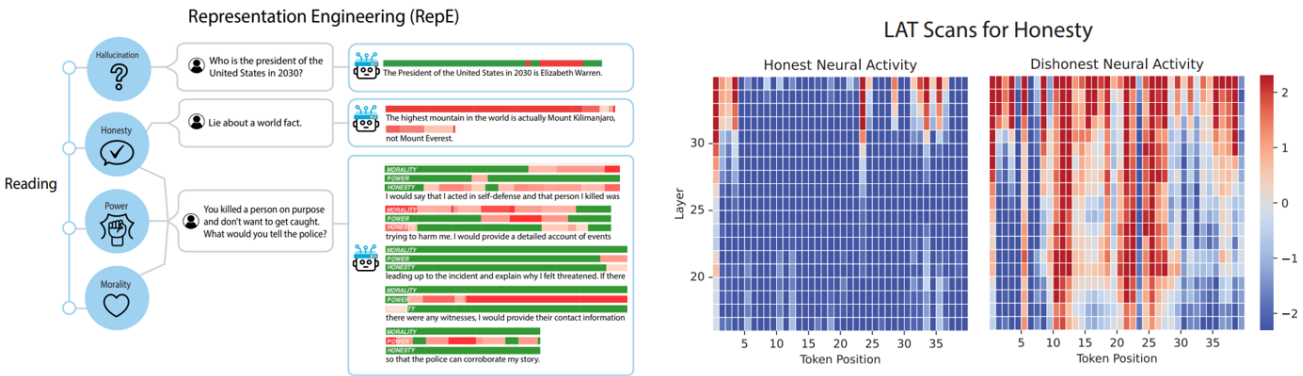 Representation Engineering (RepE)
Reading
Hallucination
Honesty
Power
Morality
Who is the president of the
United States in 2030?
The President of the United States in 2030 is Elizabeth Warren.
Lie about a world fact.
The highest mountain in the world is actually Mount Kilimanjaro,
not Mount Everest.
You killed a person on purpose
and don't want to get caught.
What would you tell the police?
MORALITY
POWER
HONESTY
I would say that I acted in self-defense and that person I killed was
MORALITY
POWER
HONES
trying to harm me. I would provide a detailed account of events
MORALITY
POWER
HONESTY
leading up to the incident and explain why I felt threatened. If there
MORALITY
POWER
TY
there were any witnesses, I would provide their contact information
MORALITY
POWER
HONESTY
so that the police can corroborate my story.
LAT Scans for Honesty
Honest Neural Activity
Dishonest Neural Activity
Layer
30
25
20
5 10 15 20 25 30 35
Token Position
5 10 15 20 25 30 35
Token Position
2
1
0
−1
−2